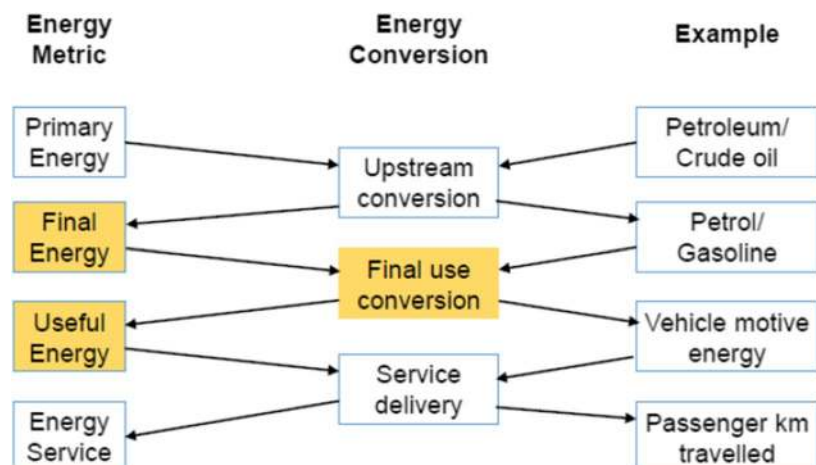 Energy
Metric
Energy
Conversion
Example
Primary
Energy
Upstream
conversion
Petroleum/
Crude oil
Final
Energy
Petrol/
Gasoline
Final use
conversion
Useful
Energy
Vehicle motive
energy
Service
delivery
Energy
Service
Passenger km
travelled